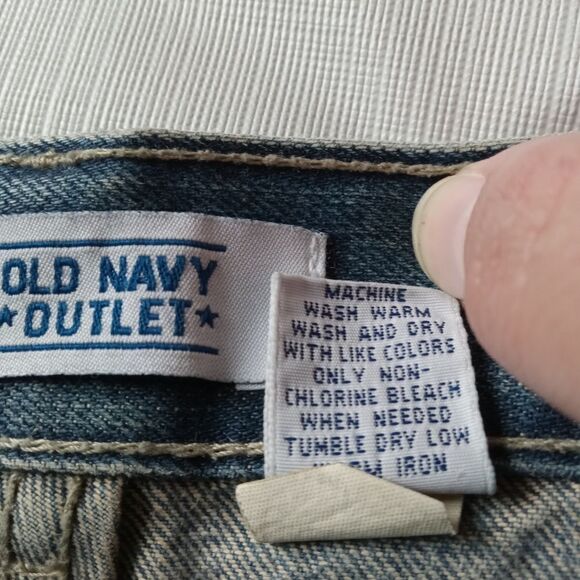 OLD NAVY
★OUTLET★
MACHINE
WASH WARM
WASH AND DRY
WITH LIKE COLORS
ONLY NON-
CHLORINE BLEACH
WHEN NEEDED
TUMBLE DRY LOW
WARM IRON